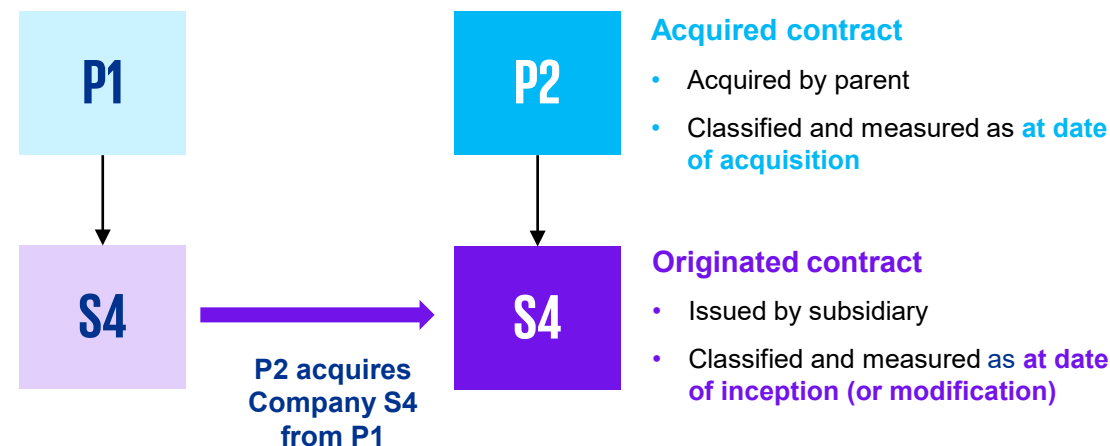 P1
P2
Acquired contract
• Acquired by parent
• Classified and measured as at date
of acquisition
S4
S4
P2 acquires
Company S4
from P1
Originated contract
• Issued by subsidiary
• Classified and measured as at date
of inception (or modification)